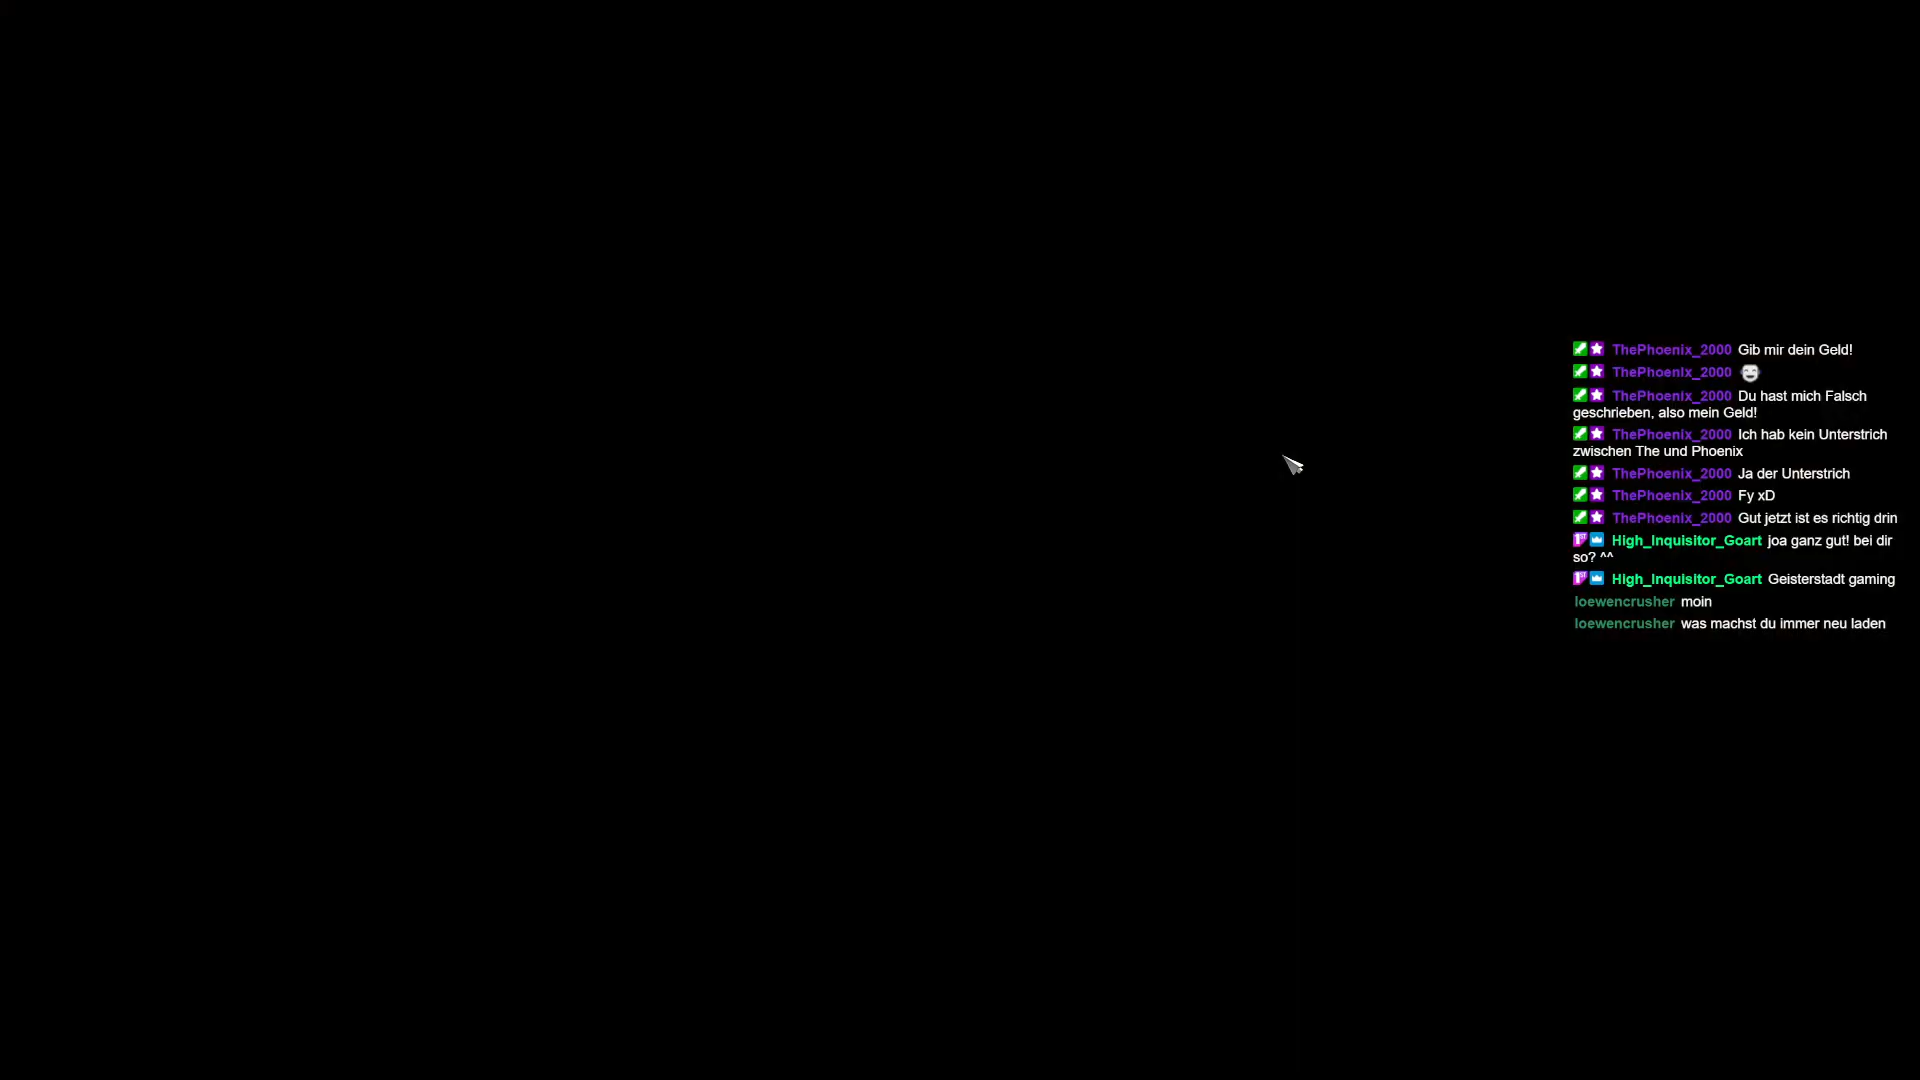 ThePhoenix_2000 Gib mir dein Geld!
ThePhoenix_2000
ThePhoenix_2000 Du hast mich Falsch
geschrieben, also mein Geld!
ThePhoenix_2000 Ich hab kein Unterstrich
zwischen The und Phoenix
ThePhoenix_2000 Ja der Unterstrich
ThePhoenix_2000 Fy xD
ThePhoenix_2000 Gut jetzt ist es richtig drin
1ST High_Inquisitor_Goart joa ganz gut! bei dir
so? ^^
1ST High_Inquisitor_Goart Geisterstadt gaming
loewencrusher moin
loewencrusher was machst du immer neu laden